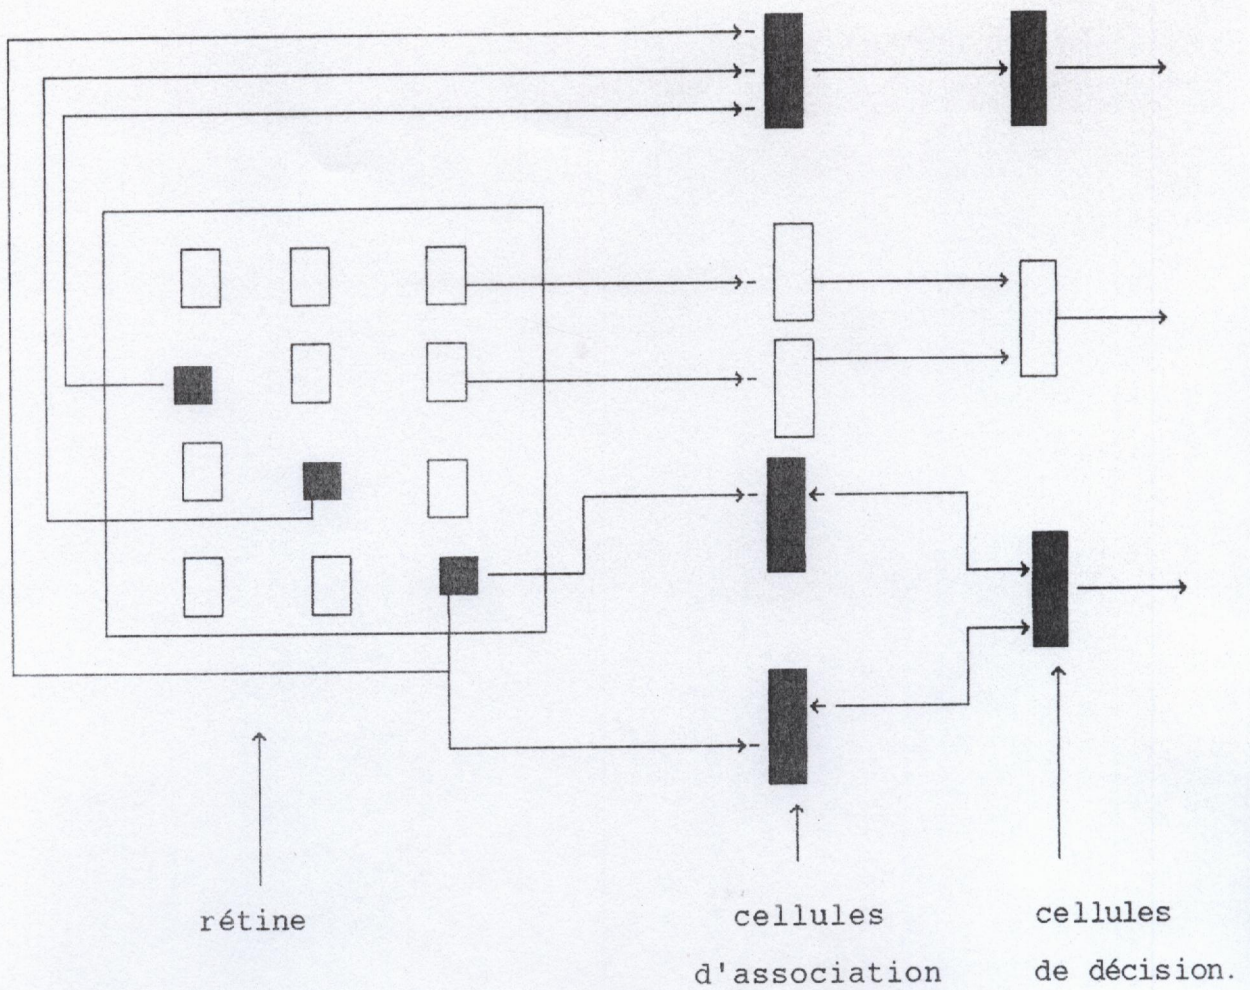 rétine
cellules
d'association
cellules
de décision.